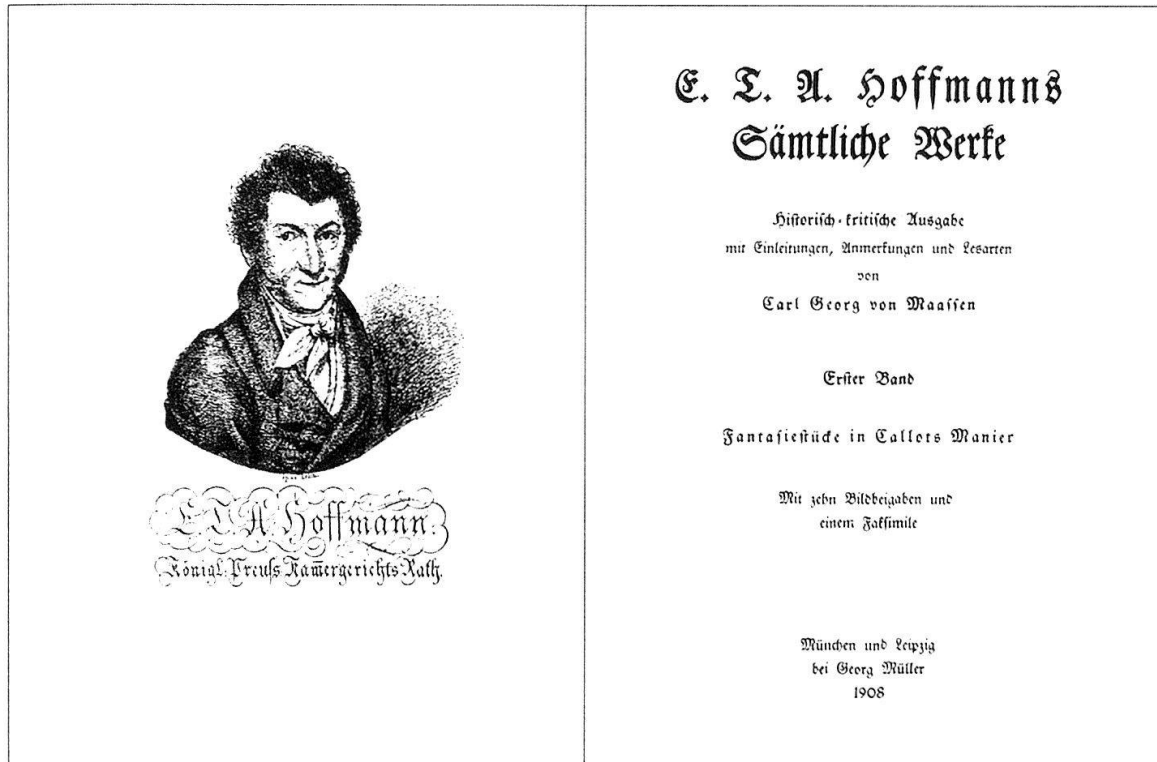 E. T. A. Hoffmann.
Königl. Preuſs Kam̄ergerichts Rath.
E. T. A. Hoffmanns
Sämtliche Werke
Hiſtoriſch-kritiſche Ausgabe
mit Einleitungen, Anmerkungen und Lesarten
von
Carl Georg von Maaſſen
Erſter Band
Fantaſieſtücke in Callots Manier
Mit zehn Bildbeigaben und
einem Fakſimile
München und Leipzig
bei Georg Müller
1908